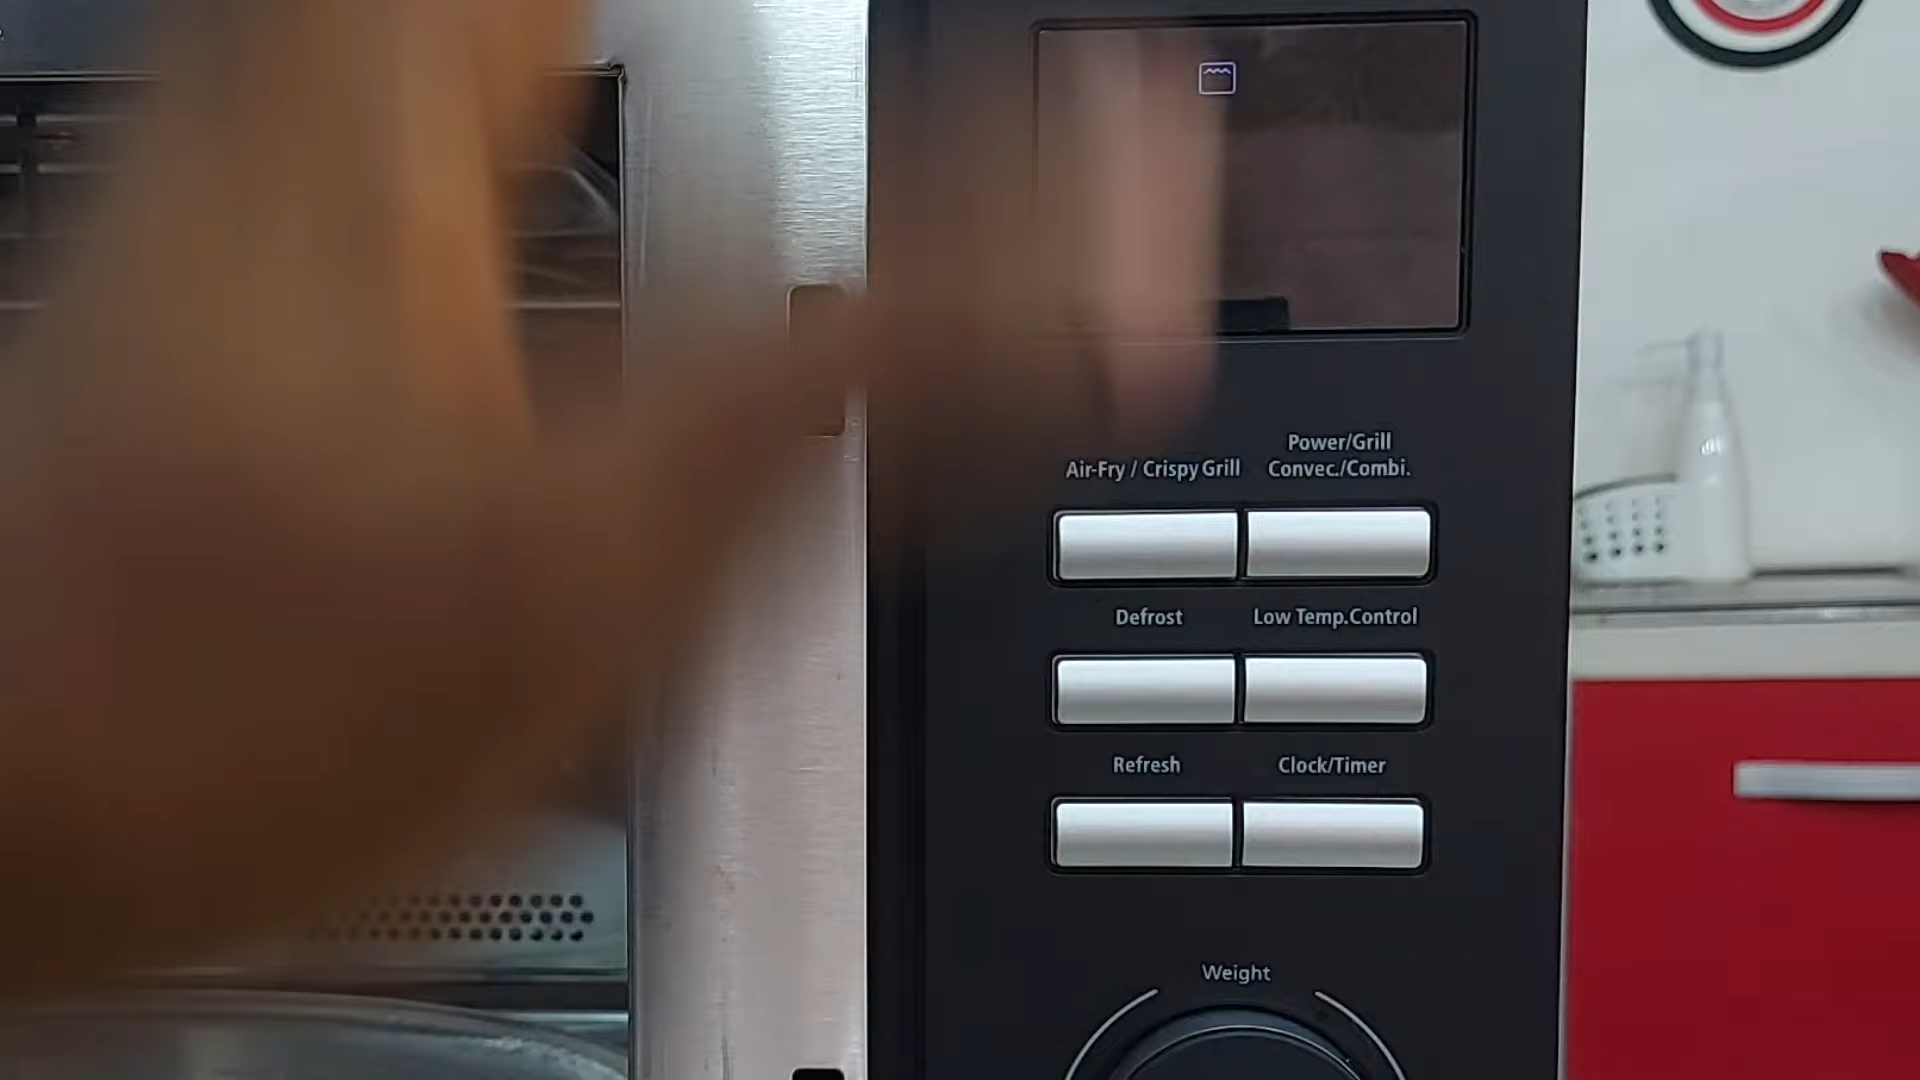 Air-Fry / Crispy Grill
Power/Grill
Convec./Combi.
Defrost
Low Temp.Control
Refresh
Clock/Timer
Weight